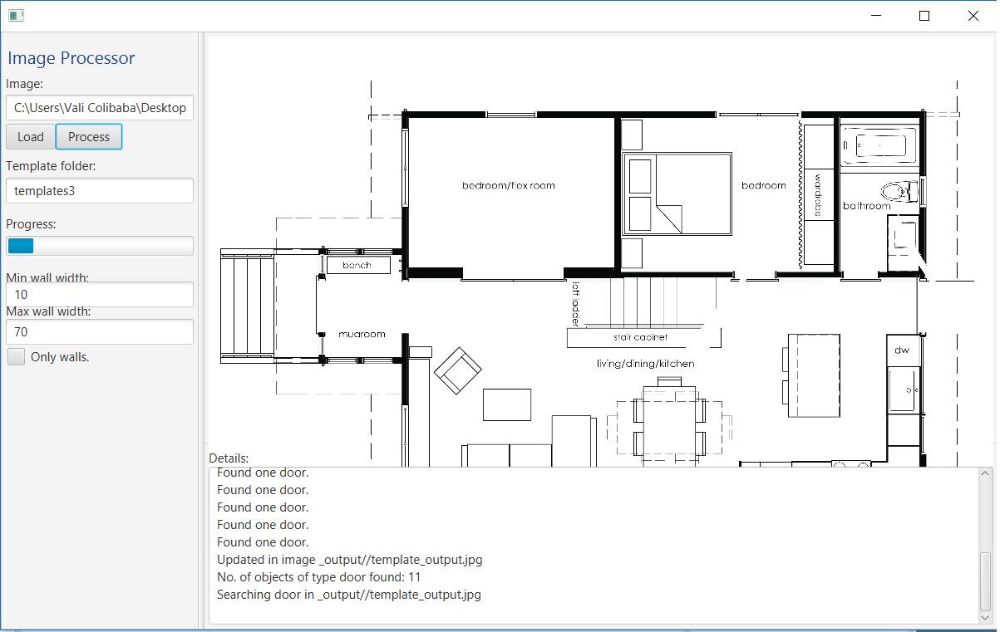 Image Processor
Image:
C:\Users\Vali Colibaba\Desktop
Load
Process
Template folder:
templates3
Progress:
Min wall width:
10
Max wall width:
70
Only walls.
bedroom/flex room
bedroom
wardrobe
bathroom
bench
loft ladder
mudroom
stair cabinet
living/dining/kitchen
dw
Details:
Found one door.
Found one door.
Found one door.
Found one door.
Found one door.
Updated in image _output//template_output.jpg
No. of objects of type door found: 11
Searching door in _output//template_output.jpg